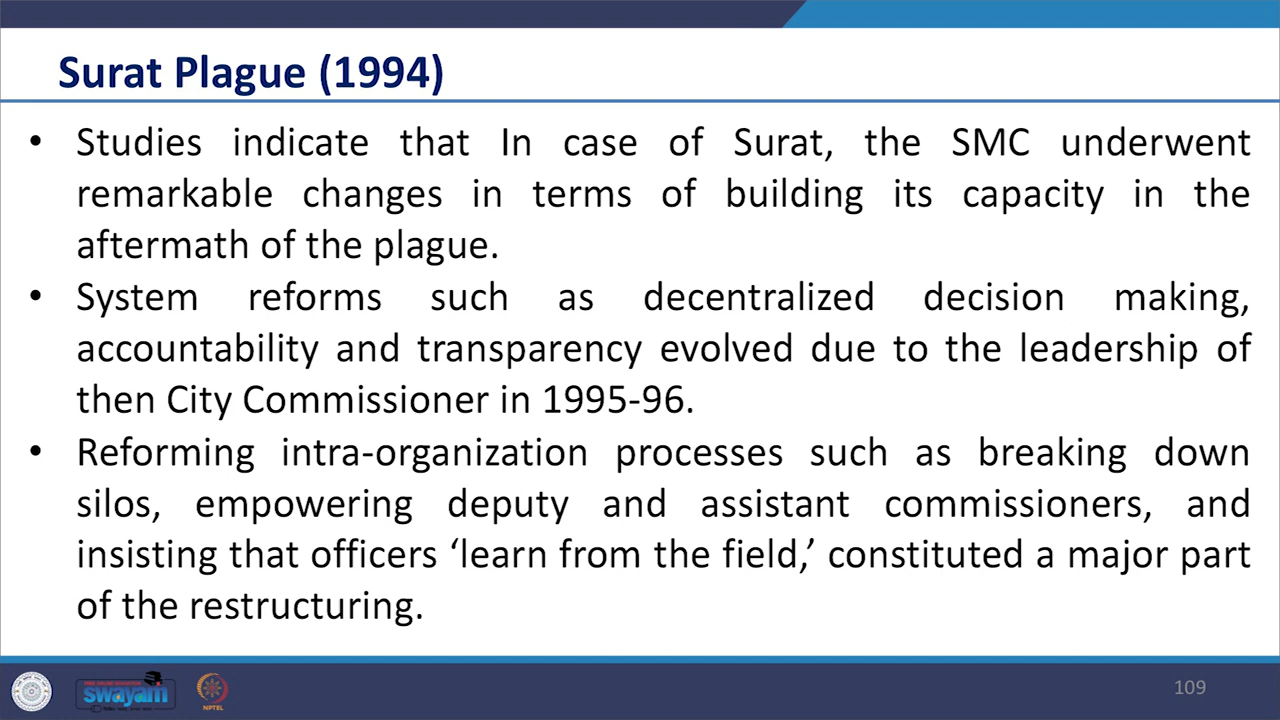 Surat Plague (1994)
• Studies indicate that In case of Surat, the SMC underwent
remarkable changes in terms of building its capacity in the
aftermath of the plague.
• System reforms such as decentralized decision making,
accountability and transparency evolved due to the leadership of
then City Commissioner in 1995-96.
• Reforming intra-organization processes such as breaking down
silos, empowering deputy and assistant commissioners, and
insisting that officers ‘learn from the field,’ constituted a major part
of the restructuring.
swayam
NPTEL
109